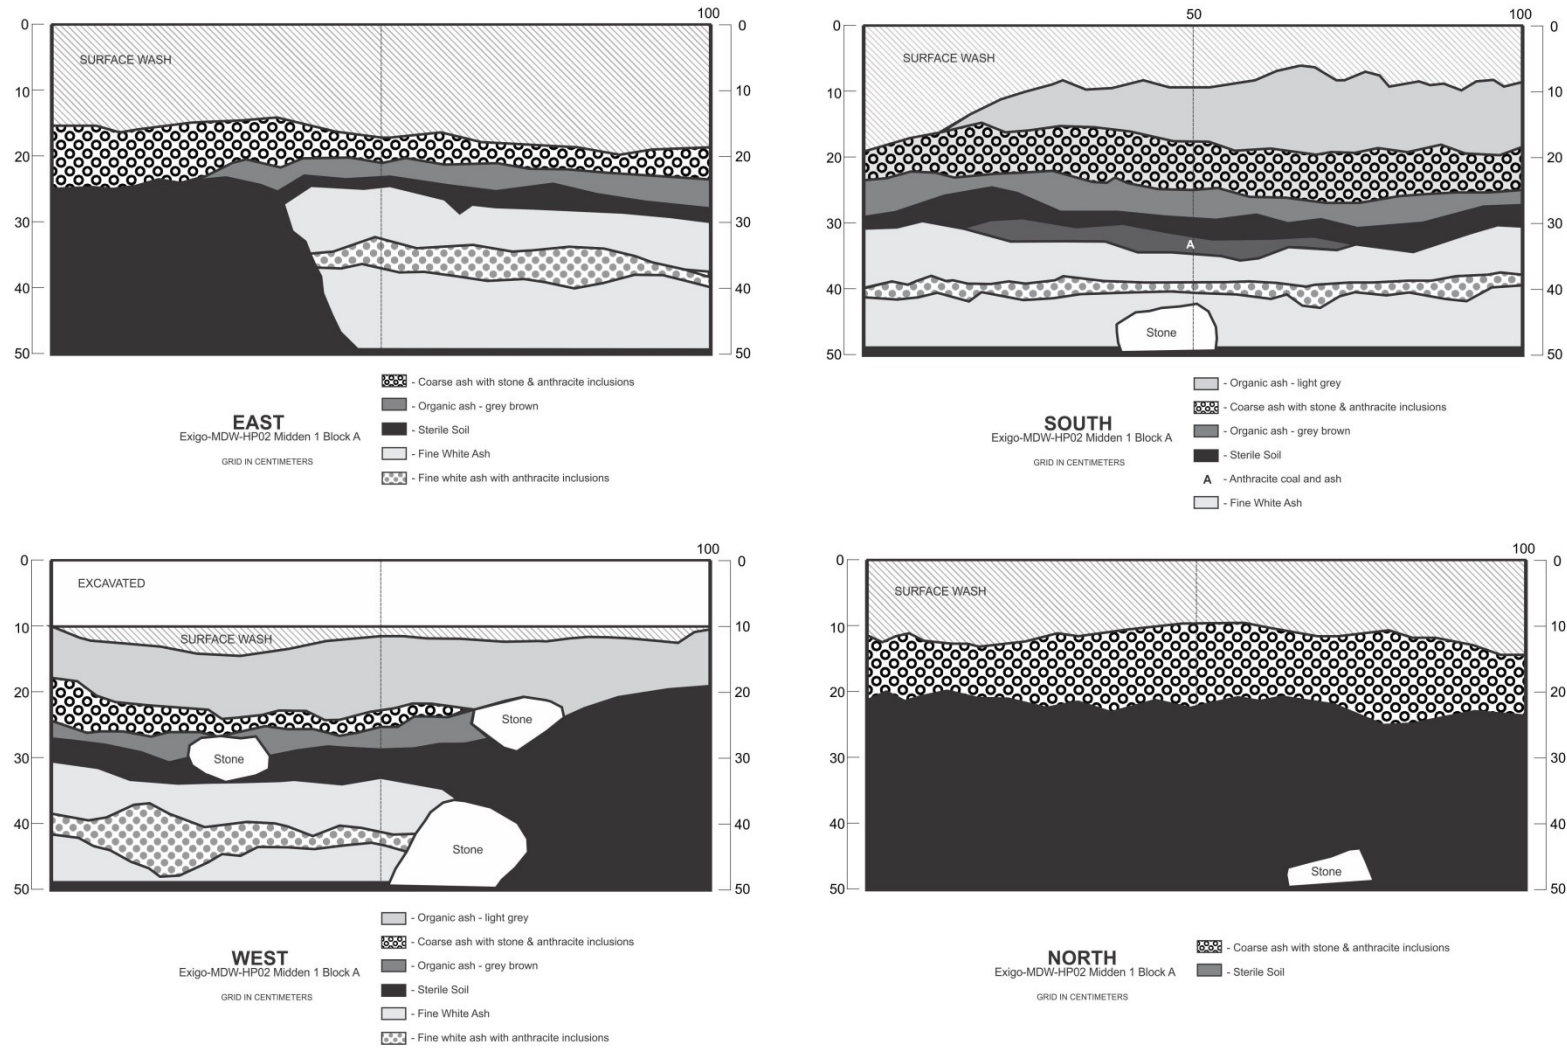 100
0
10
20
30
40
50
0
10
20
30
40
50
SURFACE WASH
- Coarse ash with stone & anthracite inclusions
- Organic ash - grey brown
- Sterile Soil
- Fine White Ash
- Fine white ash with anthracite inclusions
EAST
Exigo-MDW-HP02 Midden 1 Block A
GRID IN CENTIMETERS
50
100
0
10
20
30
40
50
0
10
20
30
40
50
SURFACE WASH
A
Stone
- Organic ash - light grey
- Coarse ash with stone & anthracite inclusions
- Organic ash - grey brown
- Sterile Soil
A - Anthracite coal and ash
- Fine White Ash
SOUTH
Exigo-MDW-HP02 Midden 1 Block A
GRID IN CENTIMETERS
100
0
10
20
30
40
50
0
10
20
30
40
50
EXCAVATED
SURFACE WASH
Stone
Stone
Stone
- Organic ash - light grey
- Coarse ash with stone & anthracite inclusions
- Organic ash - grey brown
- Sterile Soil
- Fine White Ash
- Fine white ash with anthracite inclusions
WEST
Exigo-MDW-HP02 Midden 1 Block A
GRID IN CENTIMETERS
100
0
10
20
30
40
50
0
10
20
30
40
50
SURFACE WASH
Stone
- Coarse ash with stone & anthracite inclusions
- Sterile Soil
NORTH
Exigo-MDW-HP02 Midden 1 Block A
GRID IN CENTIMETERS